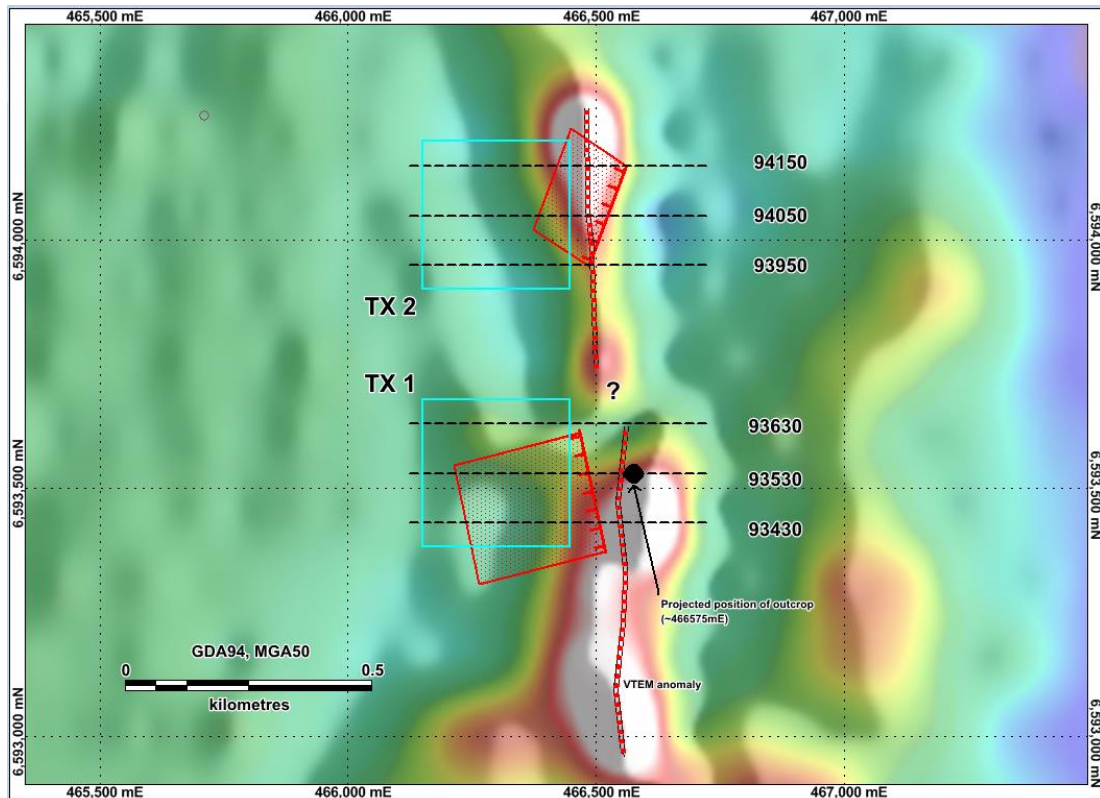 465,500 mE
466,000 mE
466,500 mE
467,000 mE
6,594,000 mN
6,594,000 mN
94150
94050
93950
TX 2
TX 1
?
93630
93530
93430
6,593,500 mN
6,593,500 mN
Projected position of outcrop
(~466575mE)
GDA94, MGA50
0
0.5
kilometres
VTEM anomaly
6,593,000 mN
6,593,000 mN
465,500 mE
466,000 mE
466,500 mE
467,000 mE